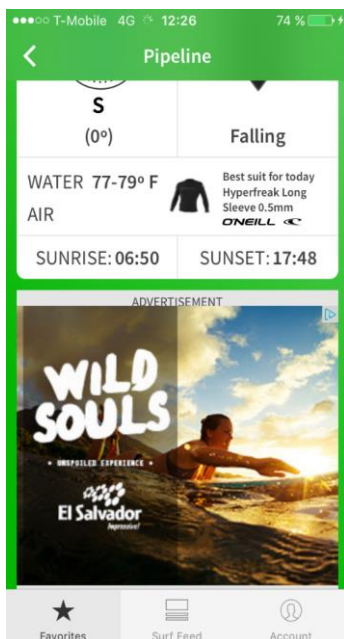 T-Mobile 4G 12:26 74 %
Pipeline
S
(0º)
Falling
WATER 77-79º F
AIR
Best suit for today
Hyperfreak Long
Sleeve 0.5mm
O'NEILL
SUNRISE: 06:50
SUNSET: 17:48
ADVERTISEMENT
WILD
SOULS
• UNSPOILED EXPERIENCE •
El Salvador
Impressive!
Favorites
Surf Feed
Account